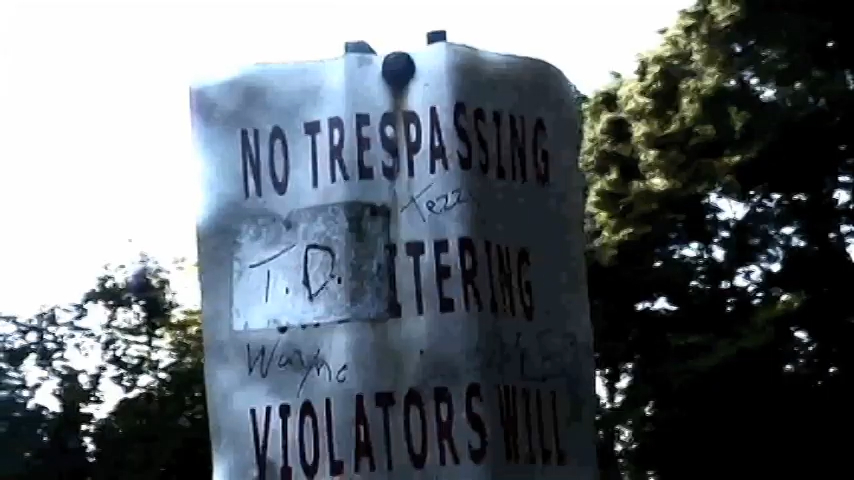 NO TRESPASSING
Tezz
T.D. ITERING
Wayne
VIOLATORS WILL